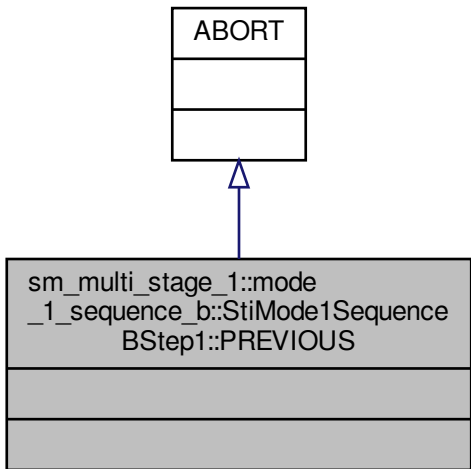 ABORT
sm_multi_stage_1::mode
_1_sequence_b::StiMode1Sequence
BStep1::PREVIOUS